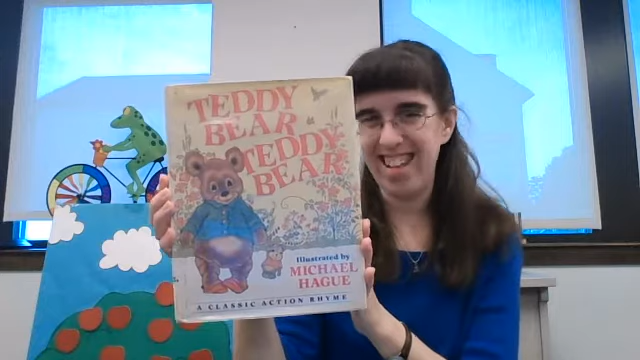 TEDDY
BEAR
TEDDY
BEAR
Illustrated by
MICHAEL
HAGUE
A CLASSIC ACTION RHYME